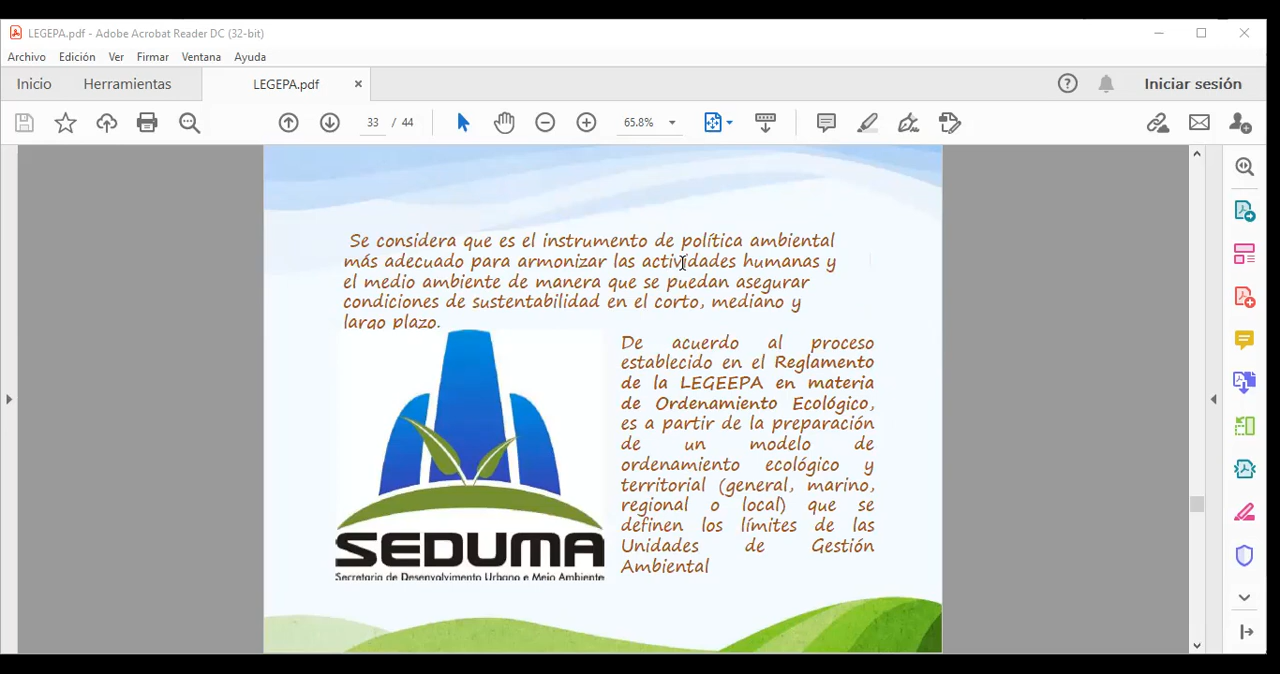 LEGEPA.pdf - Adobe Acrobat Reader DC (32-bit)
Archivo Edición Ver Firmar Ventana Ayuda
Inicio Herramientas LEGEPA.pdf × Iniciar sesión
33 / 44 65.8%
Se considera que es el instrumento de política ambiental
más adecuado para armonizar las actividades humanas y
el medio ambiente de manera que se puedan asegurar
condiciones de sustentabilidad en el corto, mediano y
largo plazo.
De acuerdo al proceso
establecido en el Reglamento
de la LEGEEPA en materia
de Ordenamiento Ecológico,
es a partir de la preparación
de un modelo de
ordenamiento ecológico y
territorial (general, marino,
regional o local) que se
definen los límites de las
Unidades de Gestión
Ambiental
SEDUMA
Secretaria de Desenvolvimento Urbano e Meio Ambiente